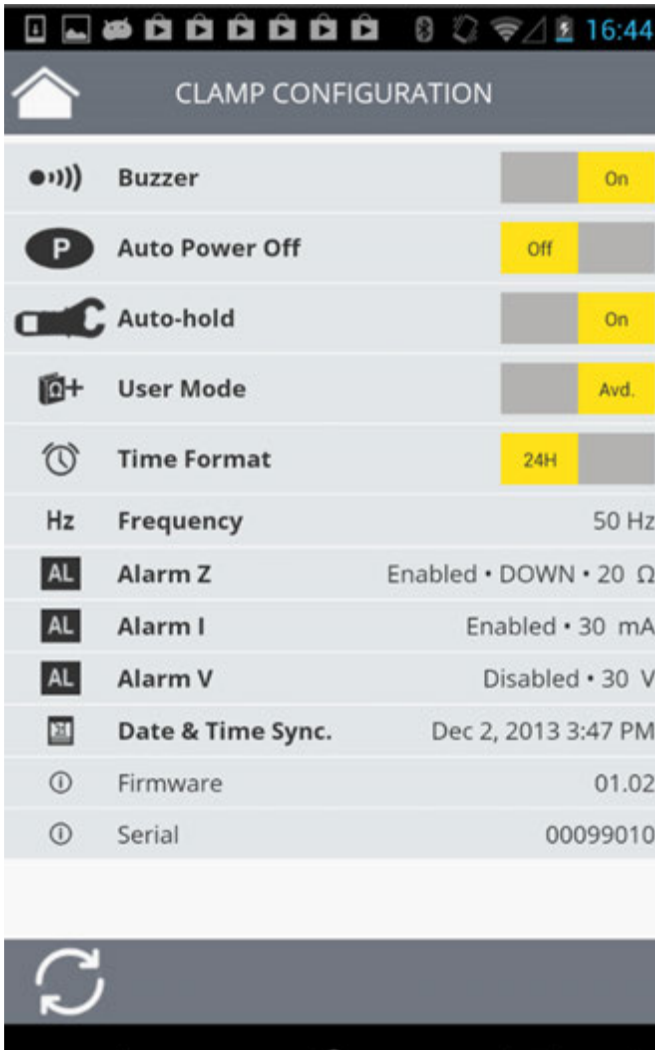 16:44
CLAMP CONFIGURATION
Buzzer On
P Auto Power Off Off
Auto-hold On
Ω+ User Mode Avd.
Time Format 24H
Hz Frequency 50 Hz
AL Alarm Z Enabled • DOWN • 20 Ω
AL Alarm I Enabled • 30 mA
AL Alarm V Disabled • 30 V
31 Date & Time Sync. Dec 2, 2013 3:47 PM
Firmware 01.02
Serial 00099010